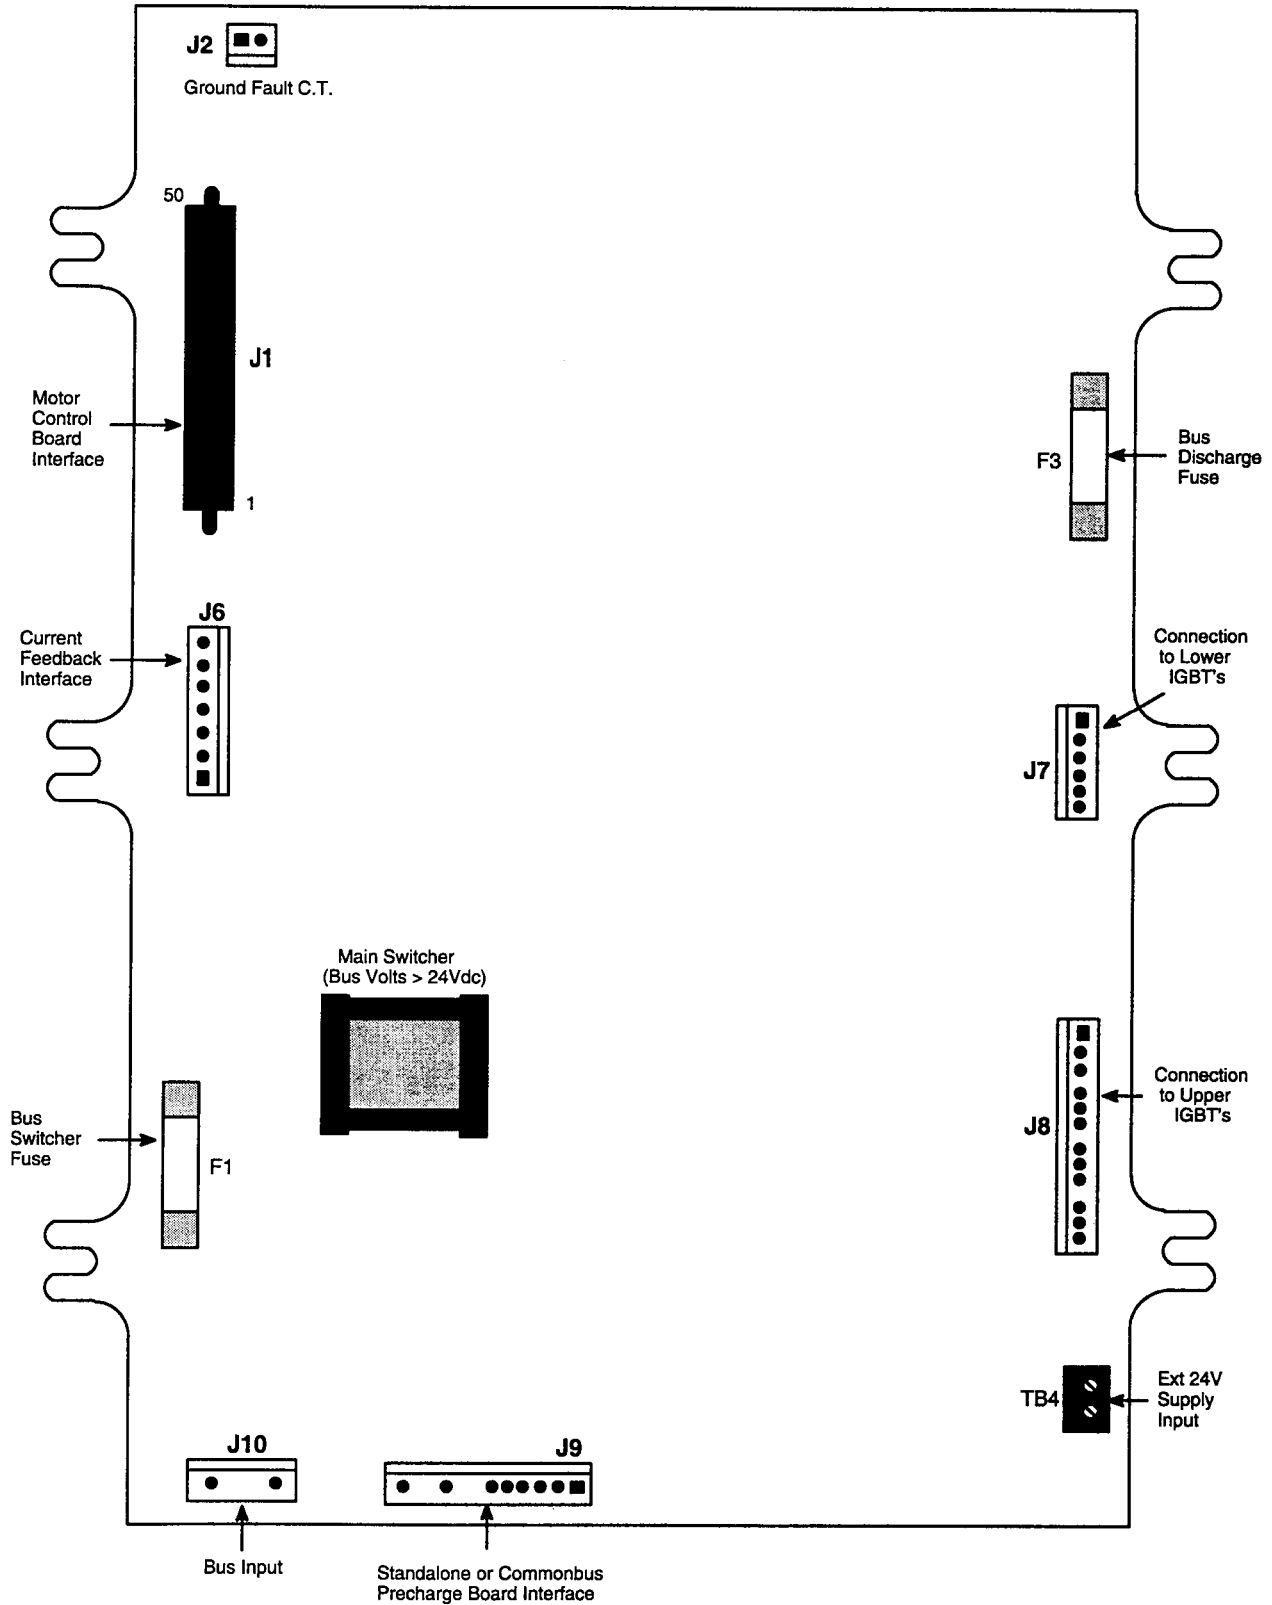 J2
Ground Fault C.T.
50
J1
Motor
Control
Board
Interface
1
F3
Bus
Discharge
Fuse
J6
Current
Feedback
Interface
Connection
to Lower
IGBT's
J7
Main Switcher
(Bus Volts > 24Vdc)
Connection
to Upper
IGBT's
J8
Bus
Switcher
Fuse
F1
TB4
Ext 24V
Supply
Input
J10
J9
Bus Input
Standalone or Commonbus
Precharge Board Interface